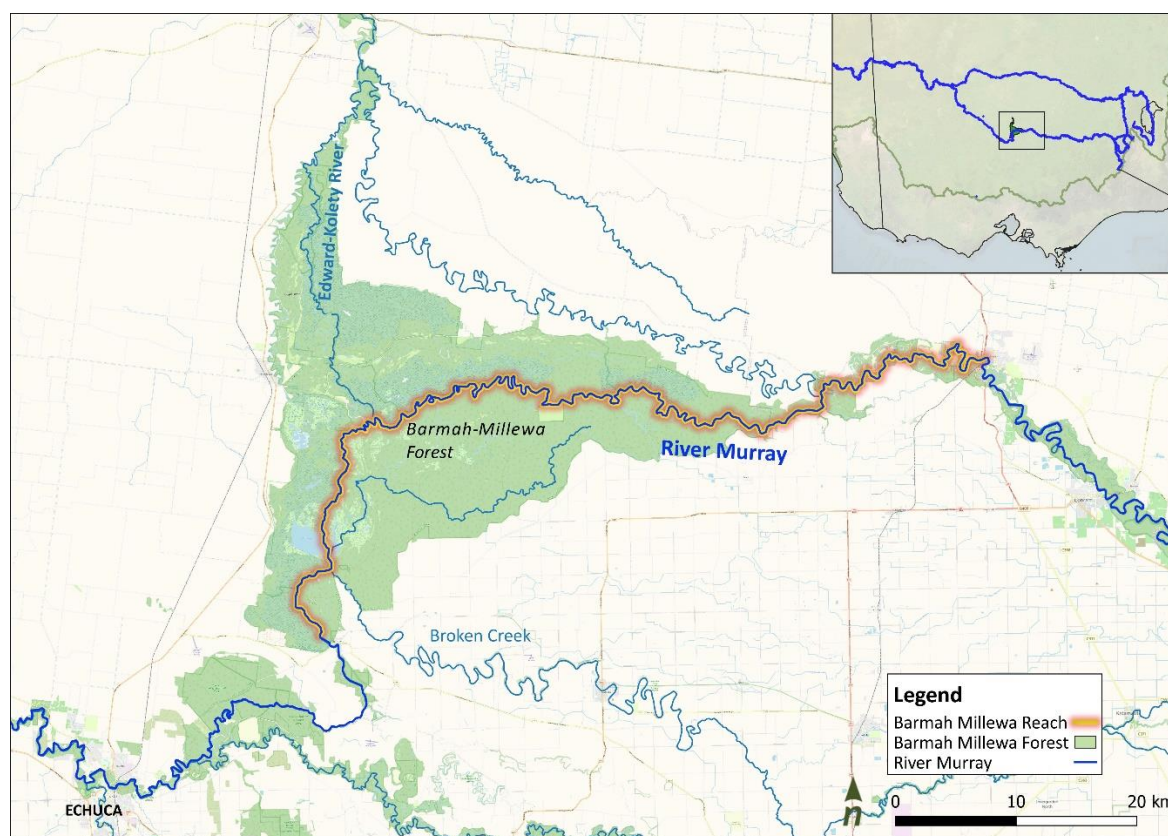 Edward-Kolety River
Barmah-Millewa
Forest
River Murray
Broken Creek
ECHUCA
Legend
Barmah Millewa Reach
Barmah Millewa Forest
River Murray
n
0 10 20 km